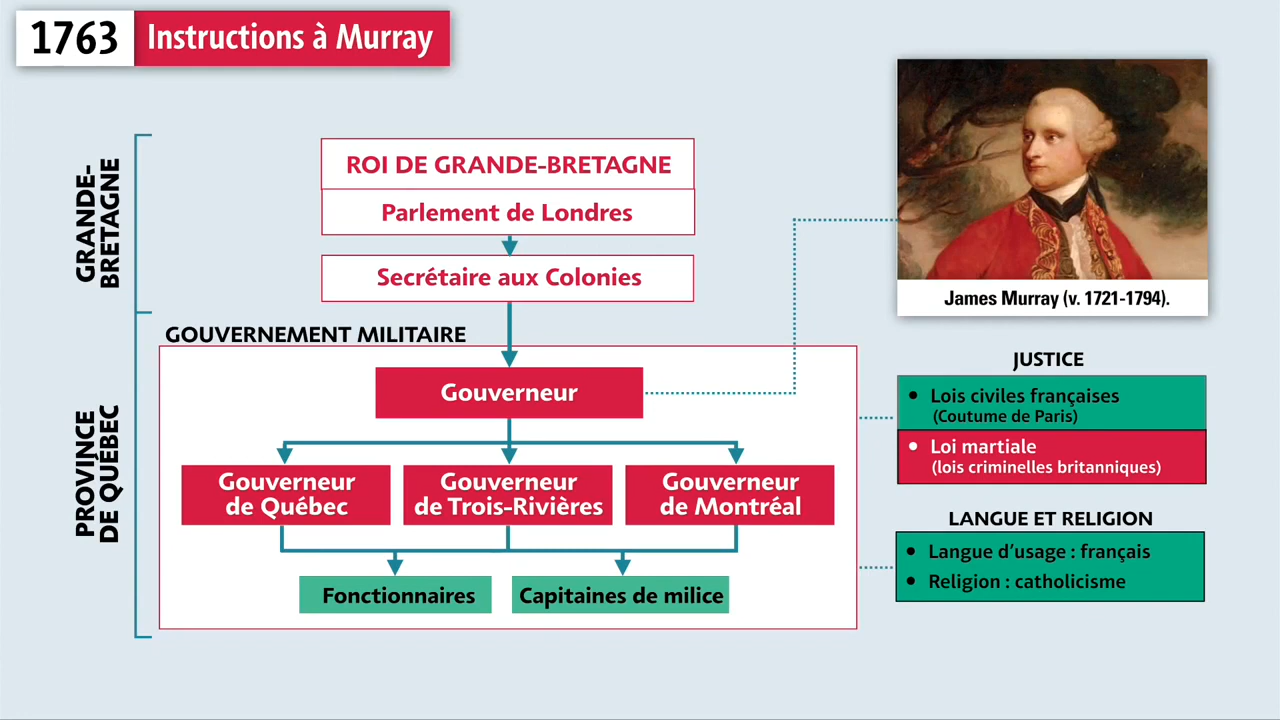 1763 Instructions à Murray
GRANDE-
BRETAGNE
ROI DE GRANDE-BRETAGNE
Parlement de Londres
Secrétaire aux Colonies
James Murray (v. 1721-1794).
PROVINCE
DE QUÉBEC
GOUVERNEMENT MILITAIRE
Gouverneur
Gouverneur
de Québec
Gouverneur
de Trois-Rivières
Gouverneur
de Montréal
Fonctionnaires
Capitaines de milice
JUSTICE
• Lois civiles françaises
(Coutume de Paris)
• Loi martiale
(lois criminelles britanniques)
LANGUE ET RELIGION
• Langue d’usage : français
• Religion : catholicisme